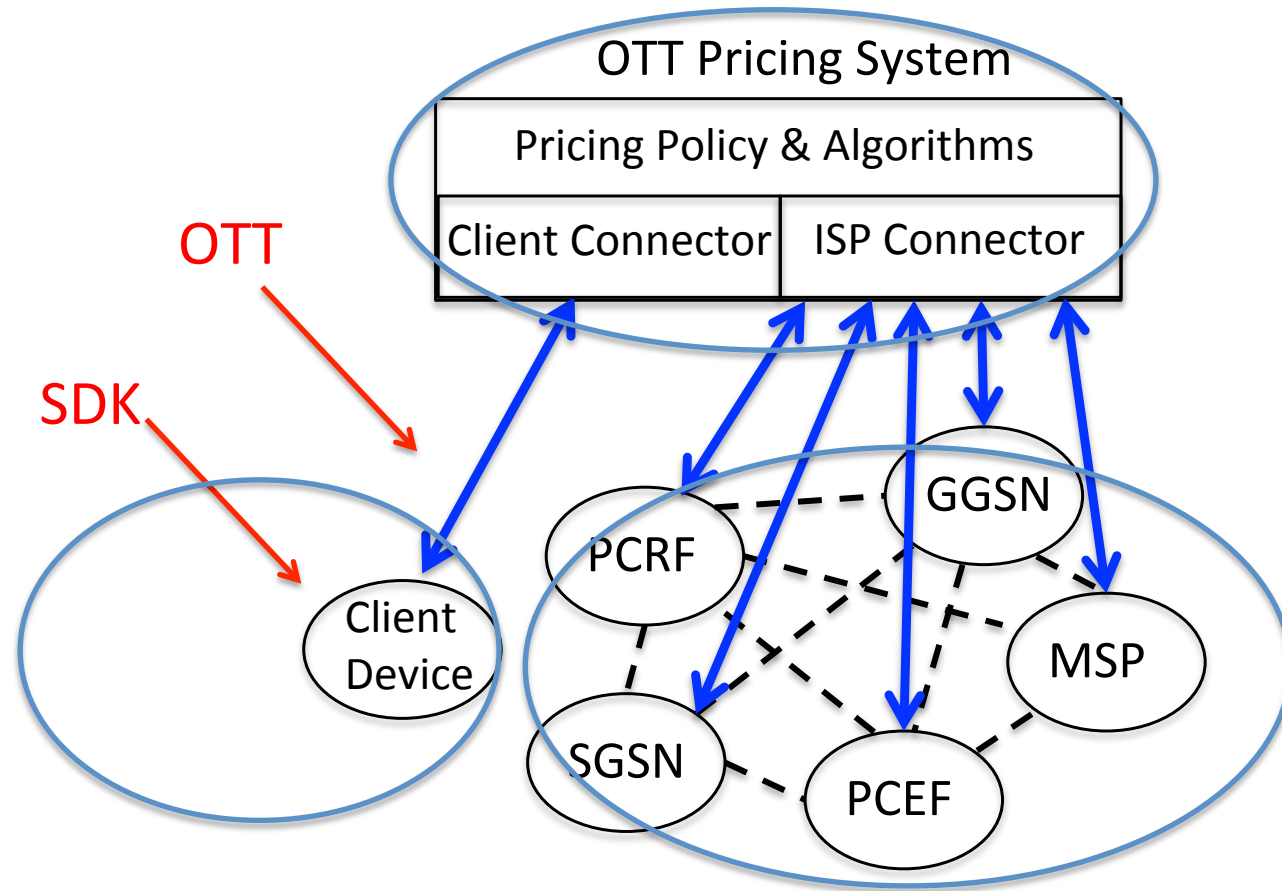 OTT Pricing System
Pricing Policy & Algorithms
Client Connector
ISP Connector
OTT
SDK
GGSN
PCRF
Client
Device
MSP
SGSN
PCEF